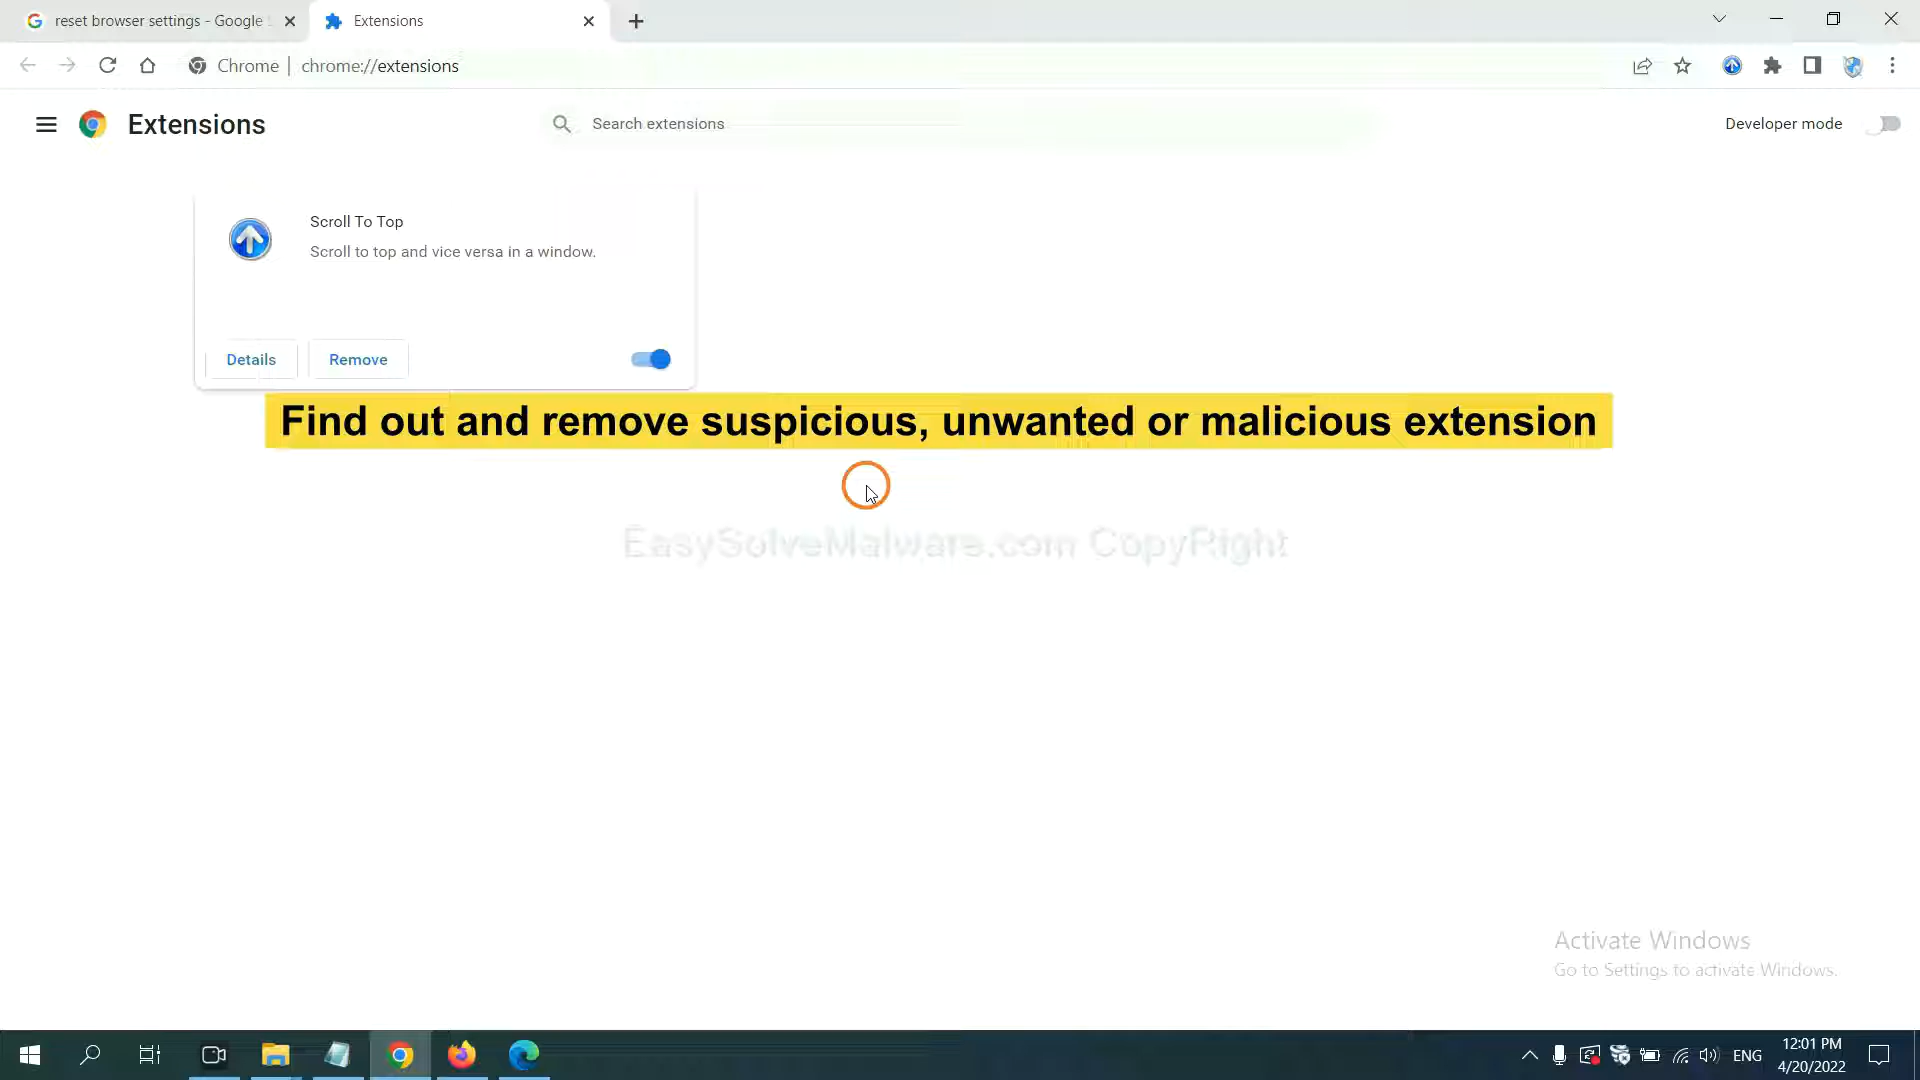 reset browser settings - Google
Extensions
Chrome
chrome://extensions
Extensions
Search extensions
Developer mode
Scroll To Top
Scroll to top and vice versa in a window.
Details
Remove
Find out and remove suspicious, unwanted or malicious extension
EasySolveMalware.com CopyRight
Activate Windows
Go to Settings to activate Windows.
ENG
12:01 PM
4/20/2022